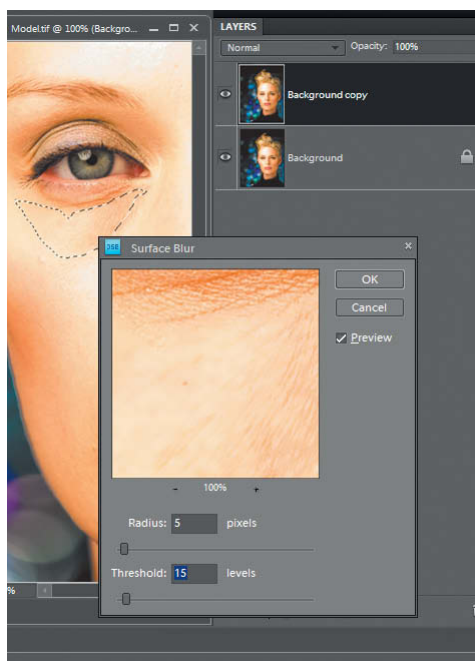 Model.tif @ 100% (Backgro...
LAYERS
Normal
Opacity: 100%
Background copy
Background
Surface Blur
OK
Cancel
Preview
- 100% +
Radius: 5 pixels
Threshold: 15 levels
%